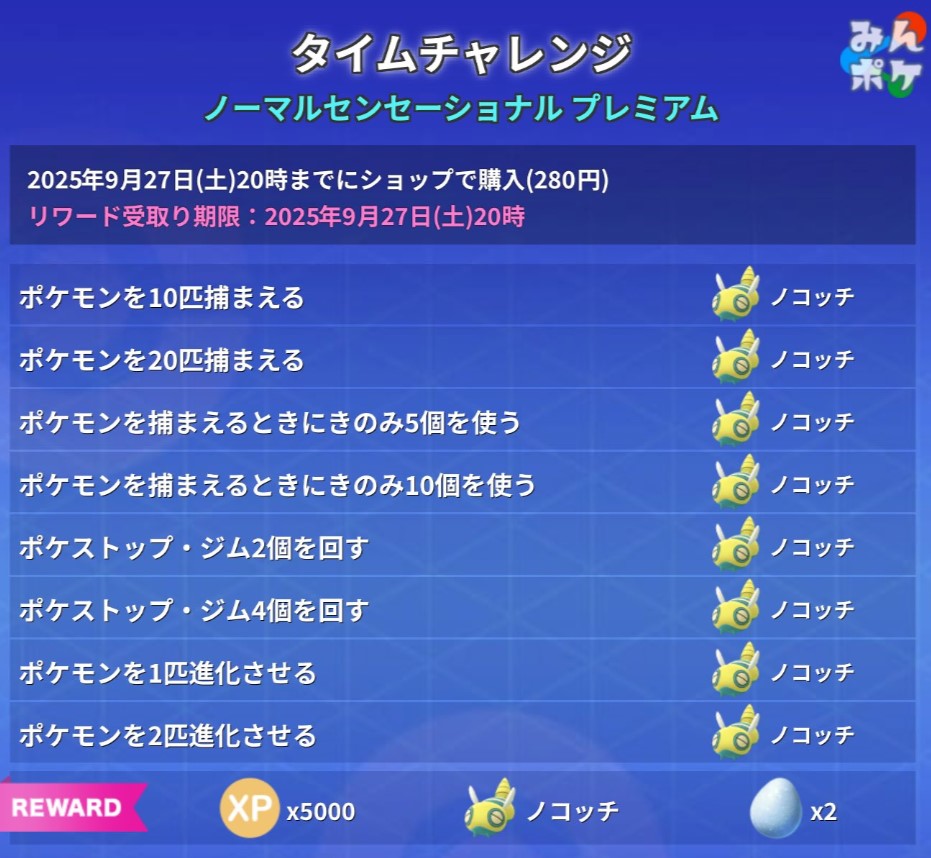 みん
ポケ
タイムチャレンジ
ノーマルセンセーショナル プレミアム
2025年9月27日(土)20時までにショップで購入(280円)
リワード受取り期限：2025年9月27日(土)20時
ポケモンを10匹捕まえる ノコッチ
ポケモンを20匹捕まえる ノコッチ
ポケモンを捕まえるときにきのみ5個を使う ノコッチ
ポケモンを捕まえるときにきのみ10個を使う ノコッチ
ポケストップ・ジム2個を回す ノコッチ
ポケストップ・ジム4個を回す ノコッチ
ポケモンを1匹進化させる ノコッチ
ポケモンを2匹進化させる ノコッチ
REWARD XP x5000 ノコッチ x2